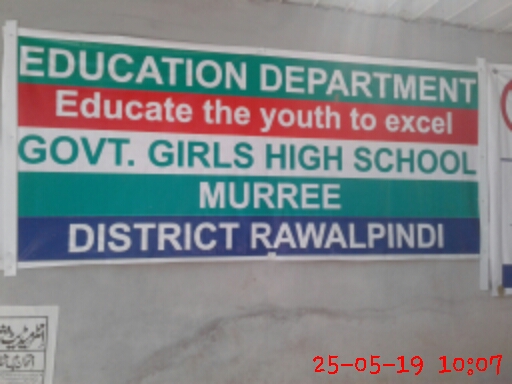 EDUCATION DEPARTMENT
Educate the youth to excel
GOVT. GIRLS HIGH SCHOOL
MURREE
DISTRICT RAWALPINDI
25-05-19 10:07